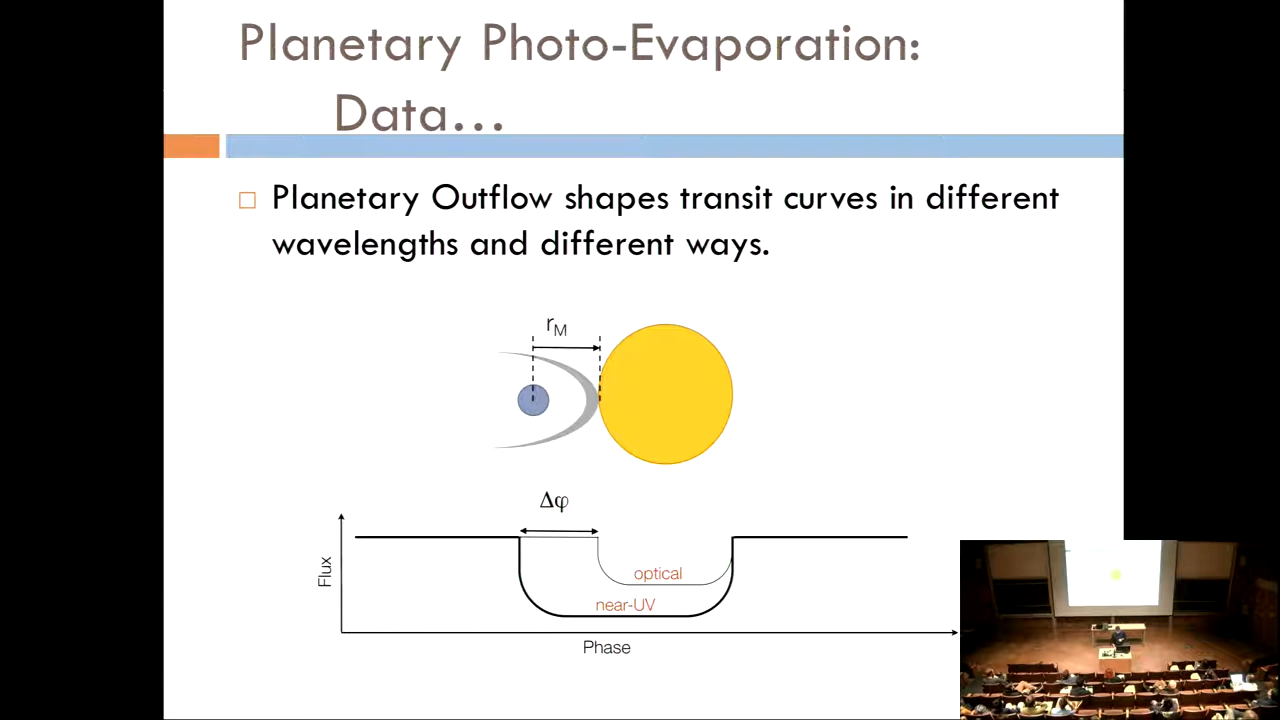 Planetary Photo-Evaporation:
Data…
Planetary Outflow shapes transit curves in different
wavelengths and different ways.
rM
Δφ
Flux
optical
near-UV
Phase